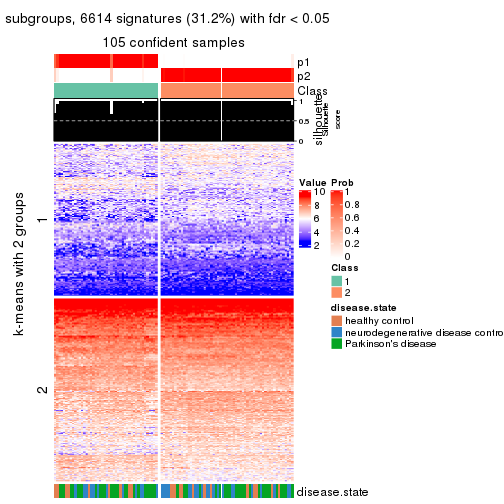 subgroups, 6614 signatures (31.2%) with fdr < 0.05
105 confident samples
p1
p2
Class
1
0.5
0
silhouette
Silhouette
score
k-means with 2 groups
1
2
Value
10
8
6
4
2
Prob
1
0.8
0.6
0.4
0.2
0
Class
1
2
disease.state
healthy control
neurodegenerative disease contro
Parkinson's disease
disease.state